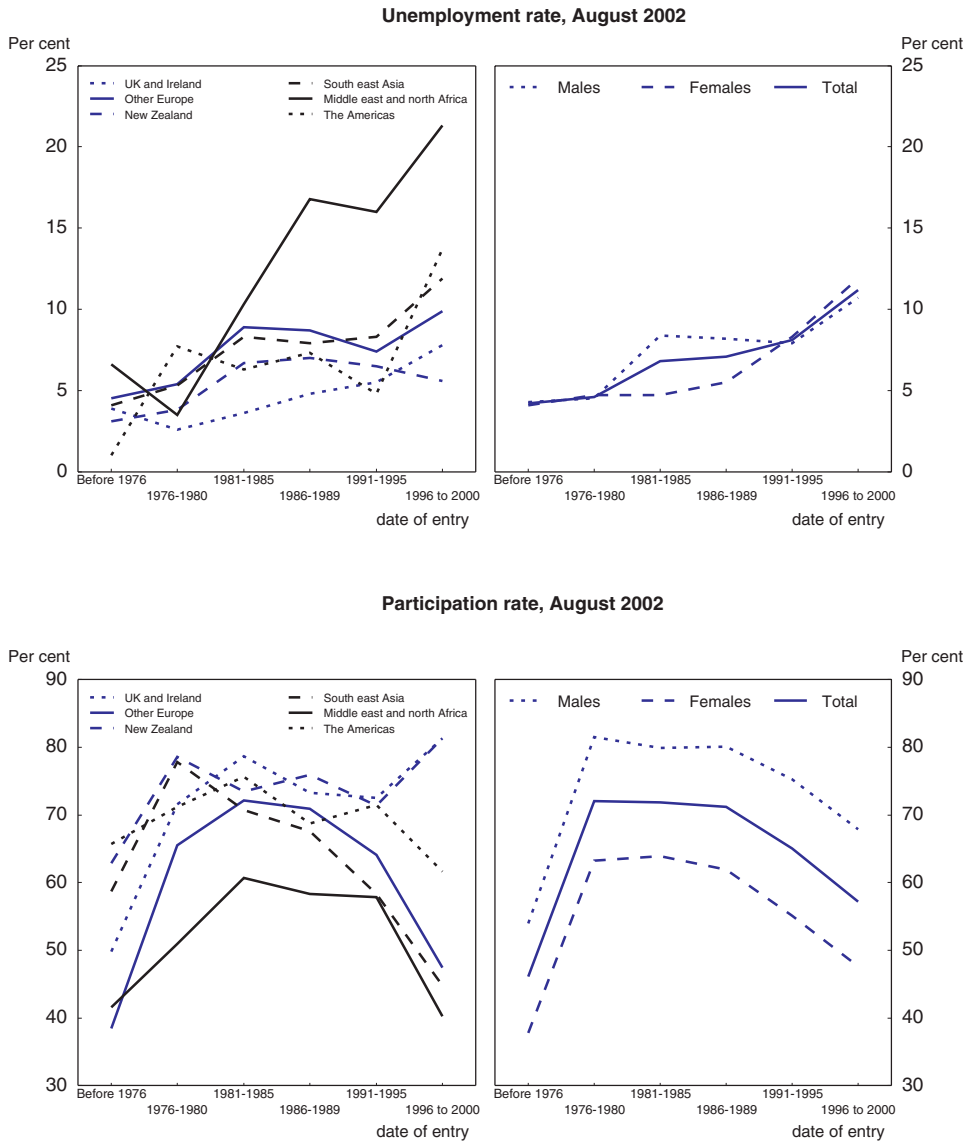 Unemployment rate, August 2002
Per cent
Per cent
25
20
15
10
5
0
UK and Ireland
Other Europe
New Zealand
South east Asia
Middle east and north Africa
The Americas
Before 1976
1976-1980
1981-1985
1986-1989
1991-1995
1996 to 2000
date of entry
Males
Females
Total
25
20
15
10
5
0
Before 1976
1976-1980
1981-1985
1986-1989
1991-1995
1996 to 2000
date of entry
Participation rate, August 2002
Per cent
Per cent
90
80
70
60
50
40
30
UK and Ireland
Other Europe
New Zealand
South east Asia
Middle east and north Africa
The Americas
Before 1976
1976-1980
1981-1985
1986-1989
1991-1995
1996 to 2000
date of entry
Males
Females
Total
90
80
70
60
50
40
30
Before 1976
1976-1980
1981-1985
1986-1989
1991-1995
1996 to 2000
date of entry